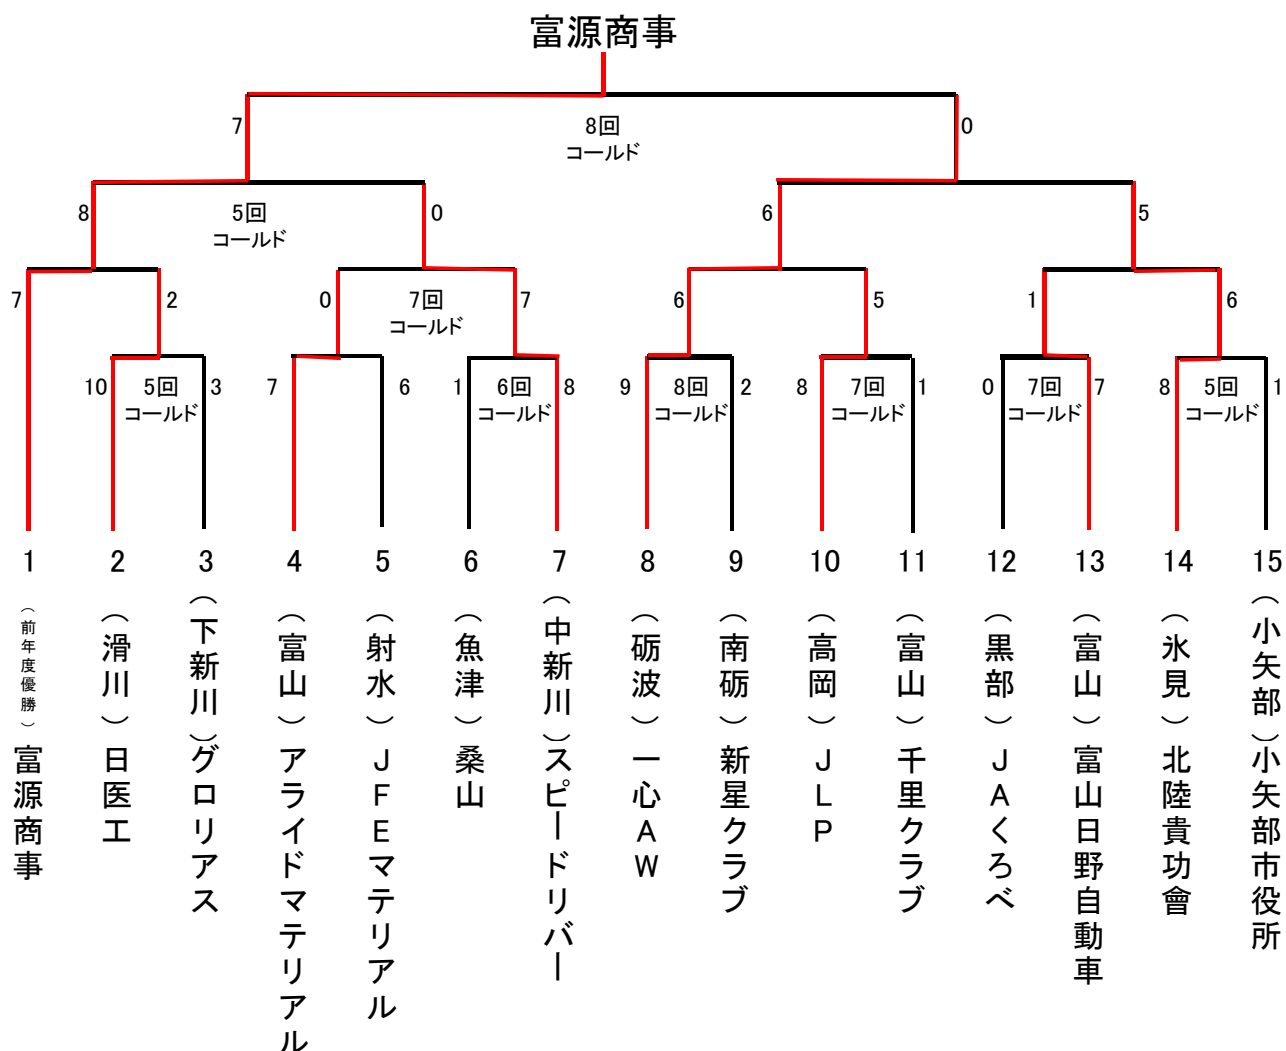 富源商事
7
8回
コールド
0
8
5回
コールド
0
6
5
7
2
0
7回
コールド
7
6
5
1
6
10
5回
コールド
3
7
6
1
6回
コールド
8
9
8回
コールド
2
8
7回
コールド
1
0
7回
コールド
7
8
5回
コールド
1
1
(前年度優勝)富源商事
2
(滑川)日医工
3
(下新川)グロリアス
4
(富山)アライドマテリアル
5
(射水)JFEマテリアル
6
(魚津)桑山
7
(中新川)スピードリバー
8
(砺波)一心AW
9
(南砺)新星クラブ
10
(高岡)JLP
11
(富山)千里クラブ
12
(黒部)JAくろべ
13
(富山)富山日野自動車
14
(氷見)北陸貴功會
15
(小矢部)小矢部市役所